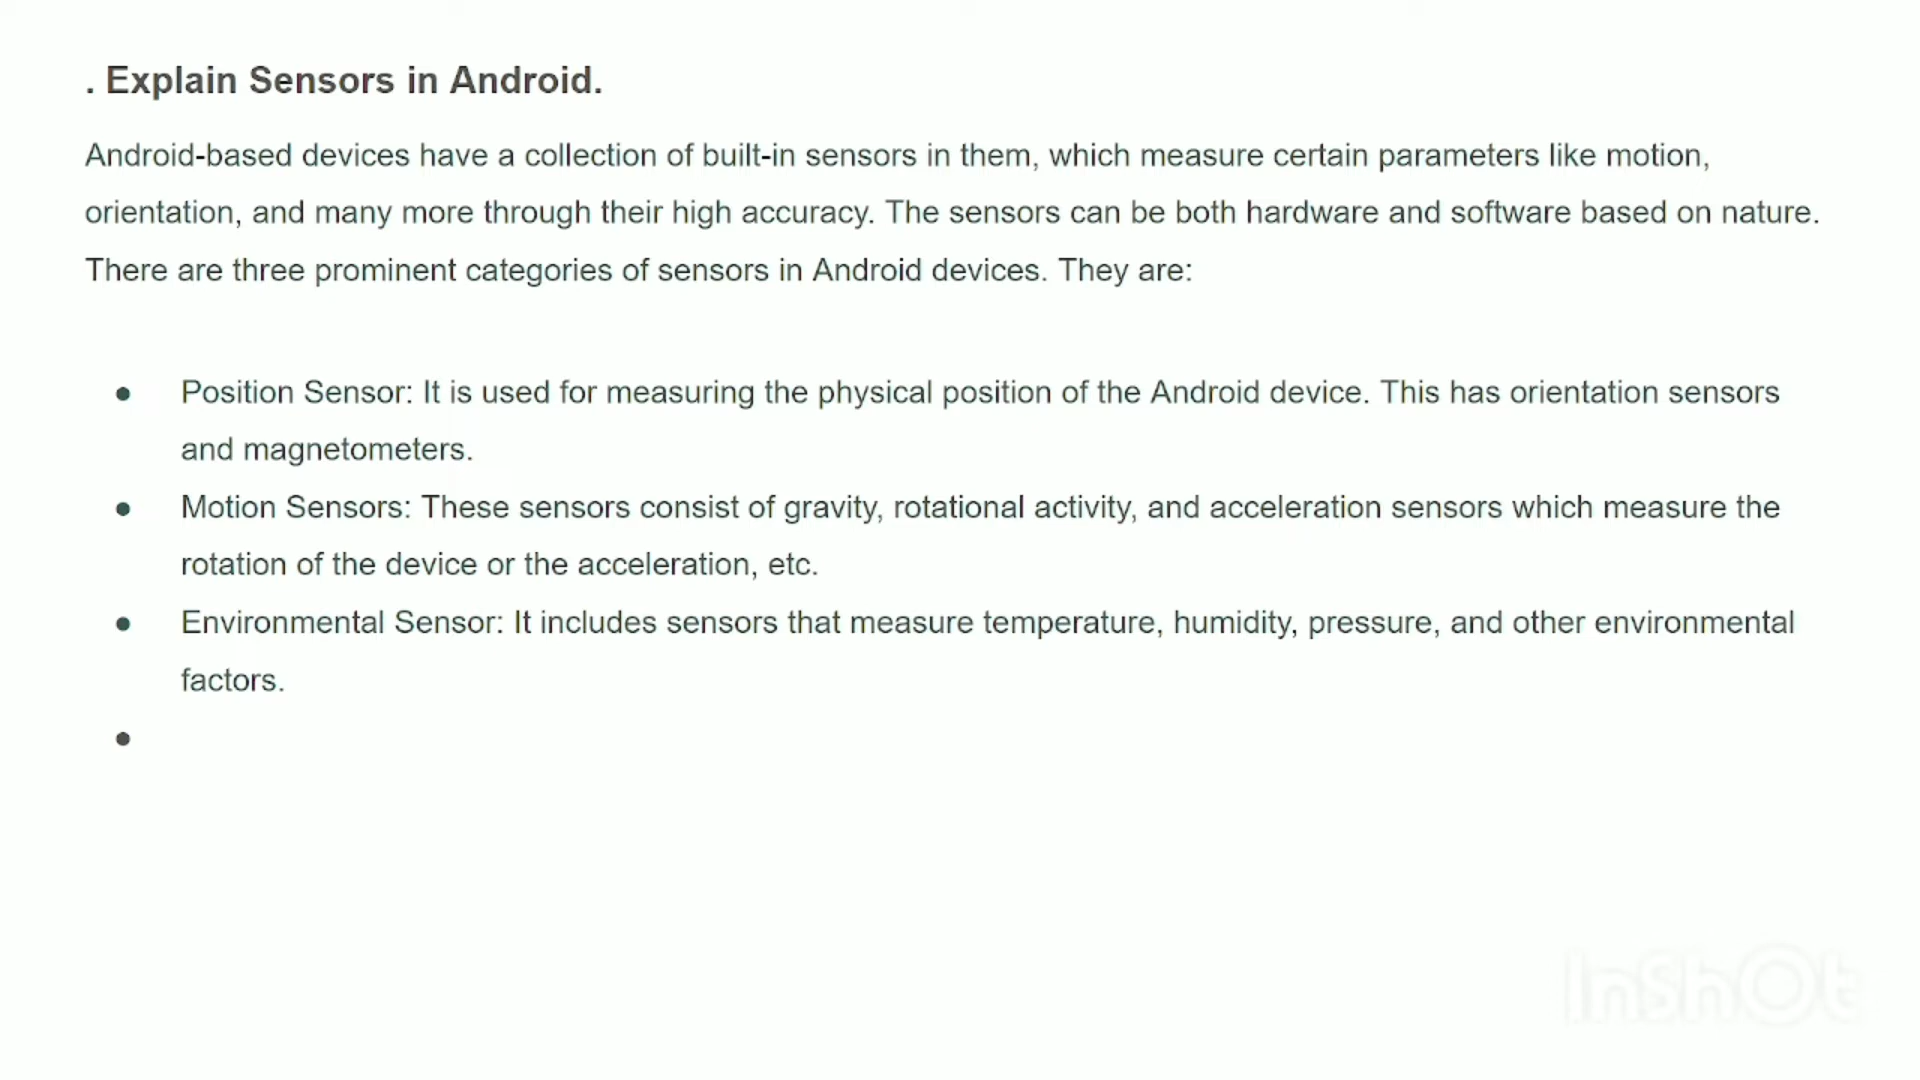 . Explain Sensors in Android.
Android-based devices have a collection of built-in sensors in them, which measure certain parameters like motion,
orientation, and many more through their high accuracy. The sensors can be both hardware and software based on nature.
There are three prominent categories of sensors in Android devices. They are:
● Position Sensor: It is used for measuring the physical position of the Android device. This has orientation sensors
and magnetometers.
● Motion Sensors: These sensors consist of gravity, rotational activity, and acceleration sensors which measure the
rotation of the device or the acceleration, etc.
● Environmental Sensor: It includes sensors that measure temperature, humidity, pressure, and other environmental
factors.
●
InShOt